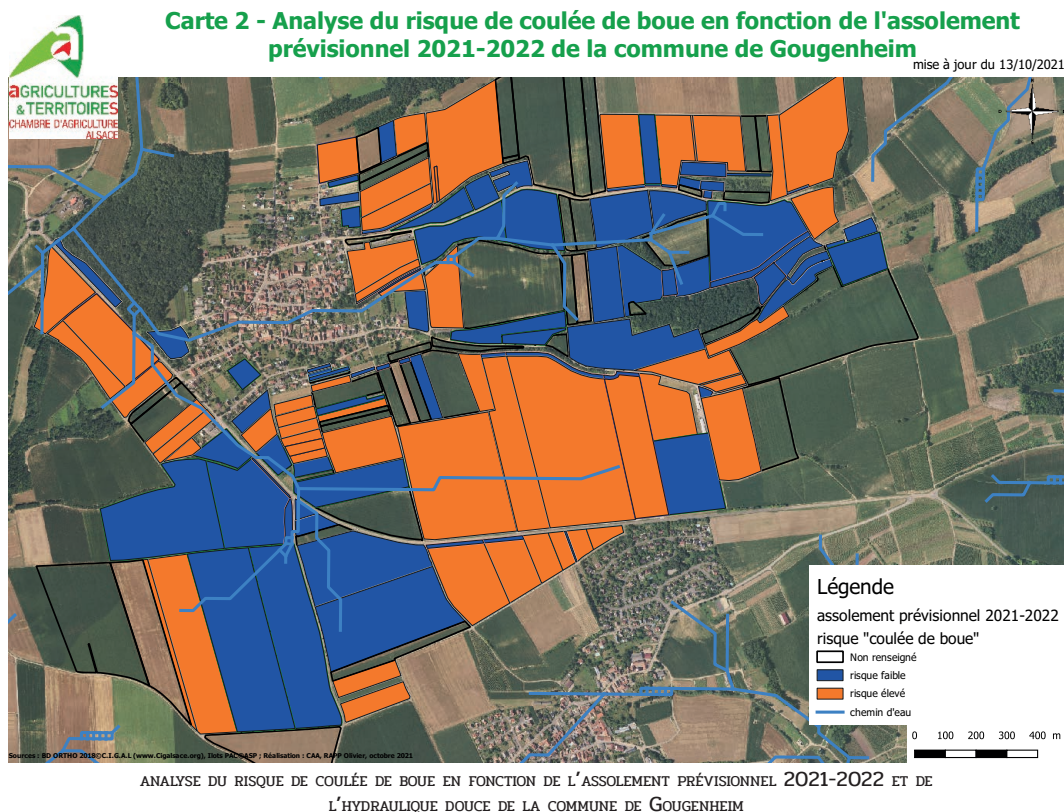 Carte 2 - Analyse du risque de coulée de boue en fonction de l'assolement
prévisionnel 2021-2022 de la commune de Gougenheim
mise à jour du 13/10/2021
aGRICULTURES
& TERRITOIRES
CHAMBRE D'AGRICULTURE
ALSACE
Légende
assolement prévisionnel 2021-2022
risque "coulée de boue"
Non renseigné
risque faible
risque élevé
chemin d'eau
0 100 200 300 400 m
Sources : BD ORTHO 2018©C.I.G.A.L (www.Cigalsace.org), Ilots PAC©ASP ; Réalisation : CAA, RAPP Olivier, octobre 2021
ANALYSE DU RISQUE DE COULÉE DE BOUE EN FONCTION DE L'ASSOLEMENT PRÉVISIONNEL 2021-2022 ET DE
L'HYDRAULIQUE DOUCE DE LA COMMUNE DE GOUGENHEIM